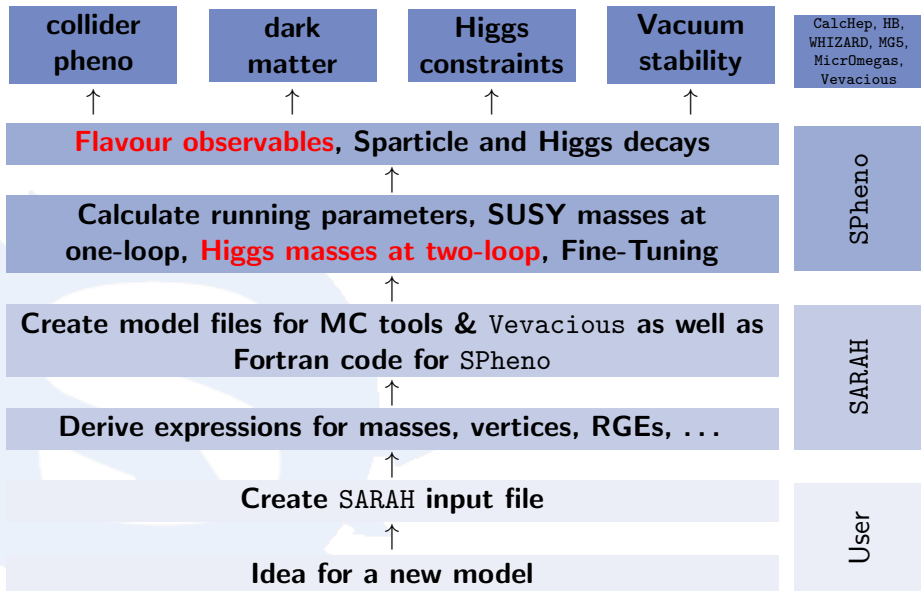 collider
pheno
dark
matter
Higgs
constraints
Vacuum
stability
CalcHep, HB,
WHIZARD, MG5,
MicrOmegas,
Vevacious
Flavour observables, Sparticle and Higgs decays
Calculate running parameters, SUSY masses at
one-loop, Higgs masses at two-loop, Fine-Tuning
SPheno
Create model files for MC tools & Vevacious as well as
Fortran code for SPheno
Derive expressions for masses, vertices, RGEs, ...
SARAH
Create SARAH input file
Idea for a new model
User